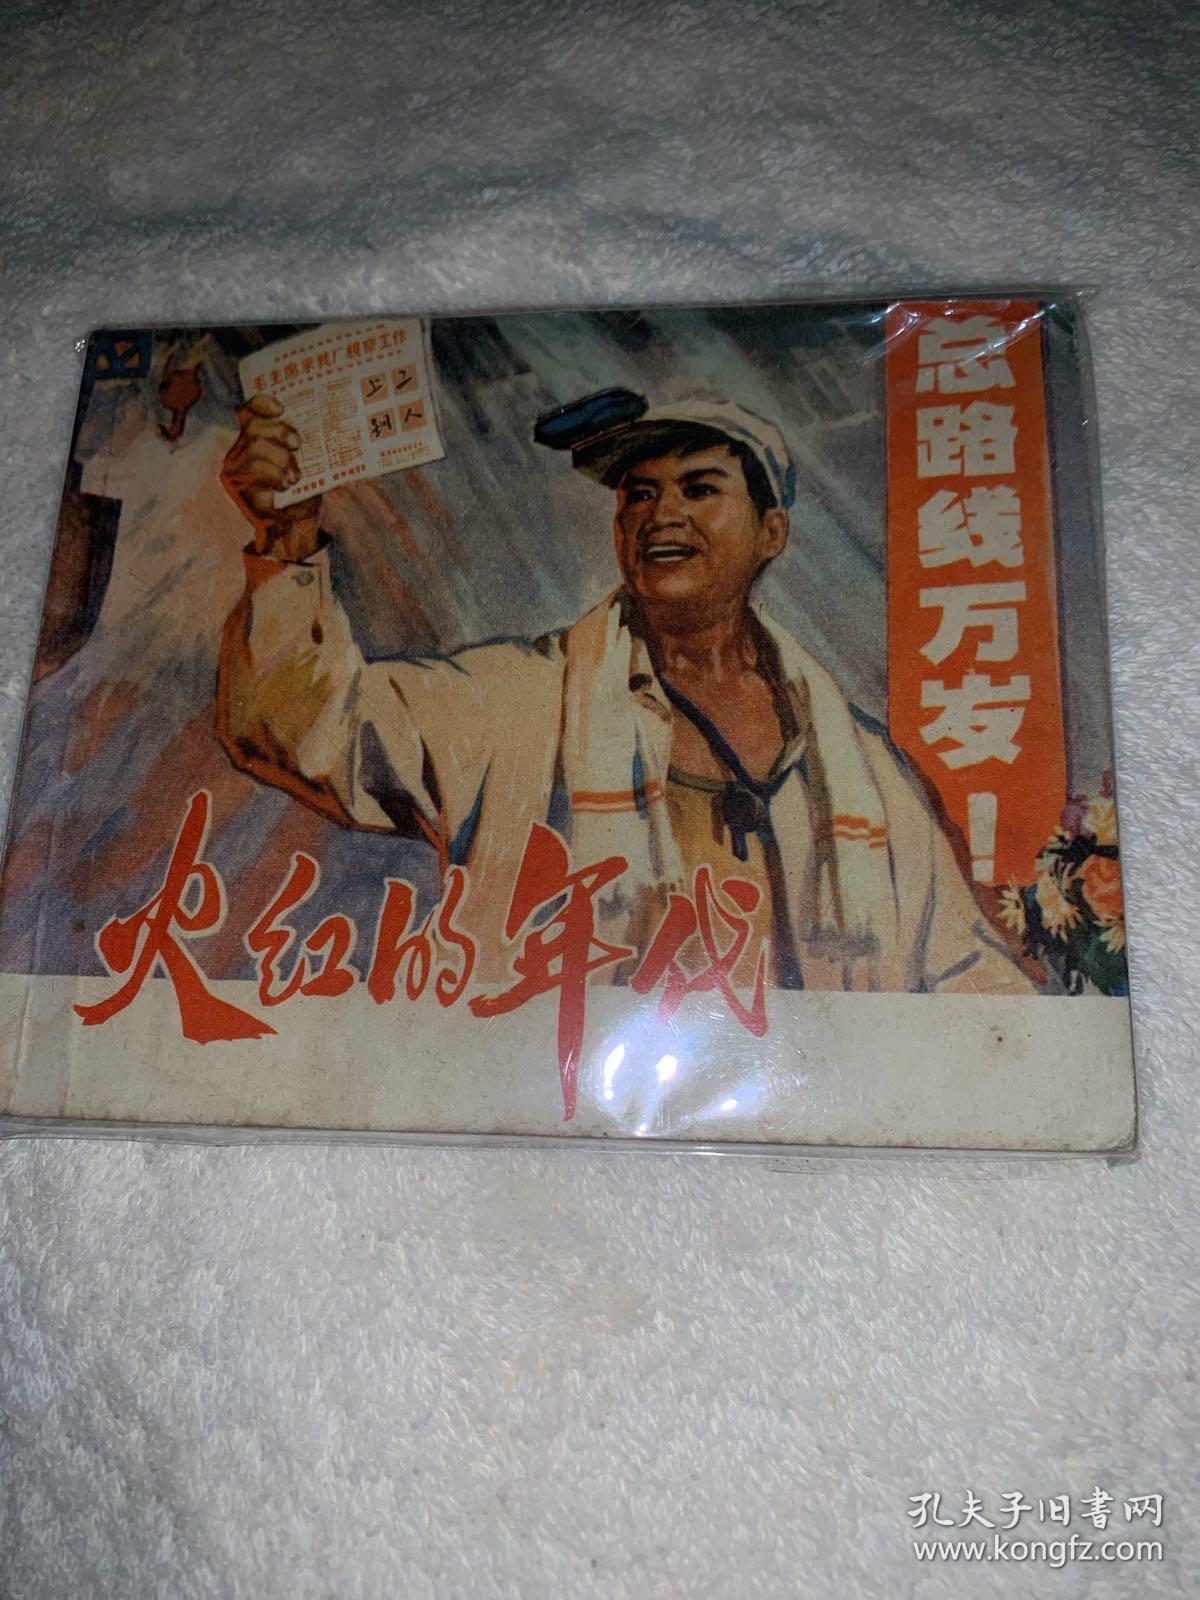 毛主席来我厂视察工作
上工
钢人
总路线万岁！
火红的年代
孔夫子旧书网
www.kongfz.com